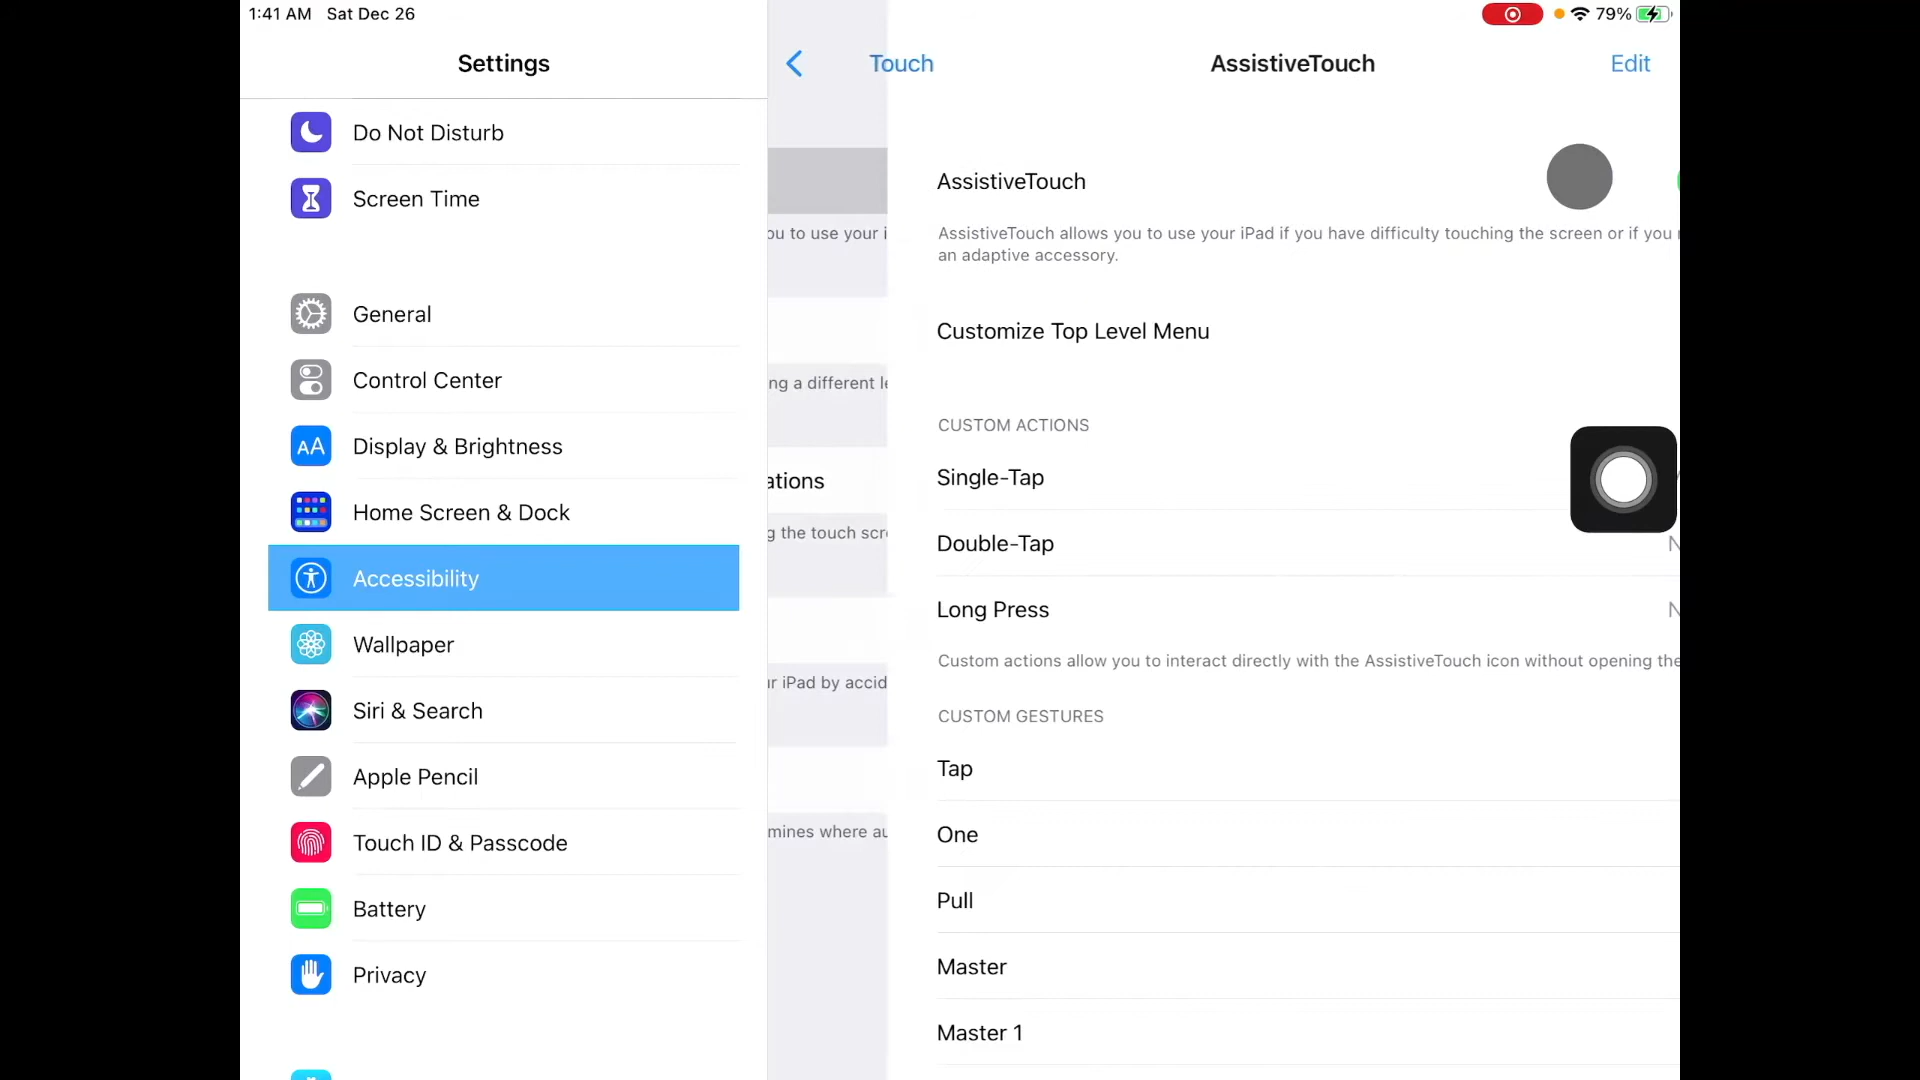 1:41 AM Sat Dec 26
79%
Settings
Do Not Disturb
Screen Time
General
Control Center
AA
Display & Brightness
Home Screen & Dock
Accessibility
Wallpaper
Siri & Search
Apple Pencil
Touch ID & Passcode
Battery
Privacy
to use your
ng a different
ations
the touch
iPad by
mines where
Touch
AssistiveTouch
Edit
AssistiveTouch
AssistiveTouch allows you to use your iPad if you have difficulty touching the screen or if you
an adaptive accessory.
Customize Top Level Menu
CUSTOM ACTIONS
Single-Tap
Double-Tap
Long Press
Custom actions allow you to interact directly with the AssistiveTouch icon without opening the
CUSTOM GESTURES
Tap
One
Pull
Master
Master 1